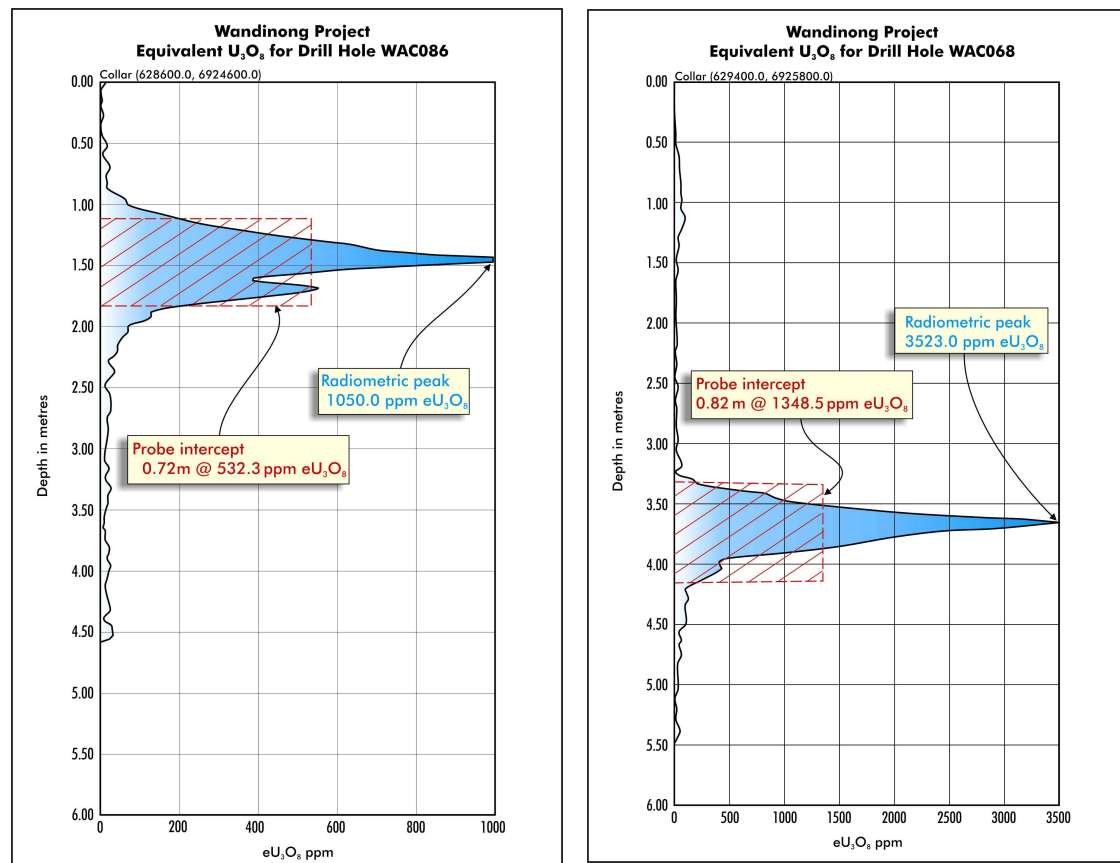 Wandinong Project
Equivalent U₃O₈ for Drill Hole WAC086
Collar (628600.0, 6924600.0)
0.00
0.50
1.00
1.50
2.00
2.50
3.00
3.50
4.00
4.50
5.00
5.50
6.00
Depth in metres
Radiometric peak
1050.0 ppm eU₃O₈
Probe intercept
0.72m @ 532.3 ppm eU₃O₈
0
200
400
600
800
1000
eU₃O₈ ppm
Wandinong Project
Equivalent U₃O₈ for Drill Hole WAC068
Collar (629400.0, 6925800.0)
0.00
0.50
1.00
1.50
2.00
2.50
3.00
3.50
4.00
4.50
5.00
5.50
6.00
Depth in metres
Radiometric peak
3523.0 ppm eU₃O₈
Probe intercept
0.82 m @ 1348.5 ppm eU₃O₈
0
500
1000
1500
2000
2500
3000
3500
eU₃O₈ ppm